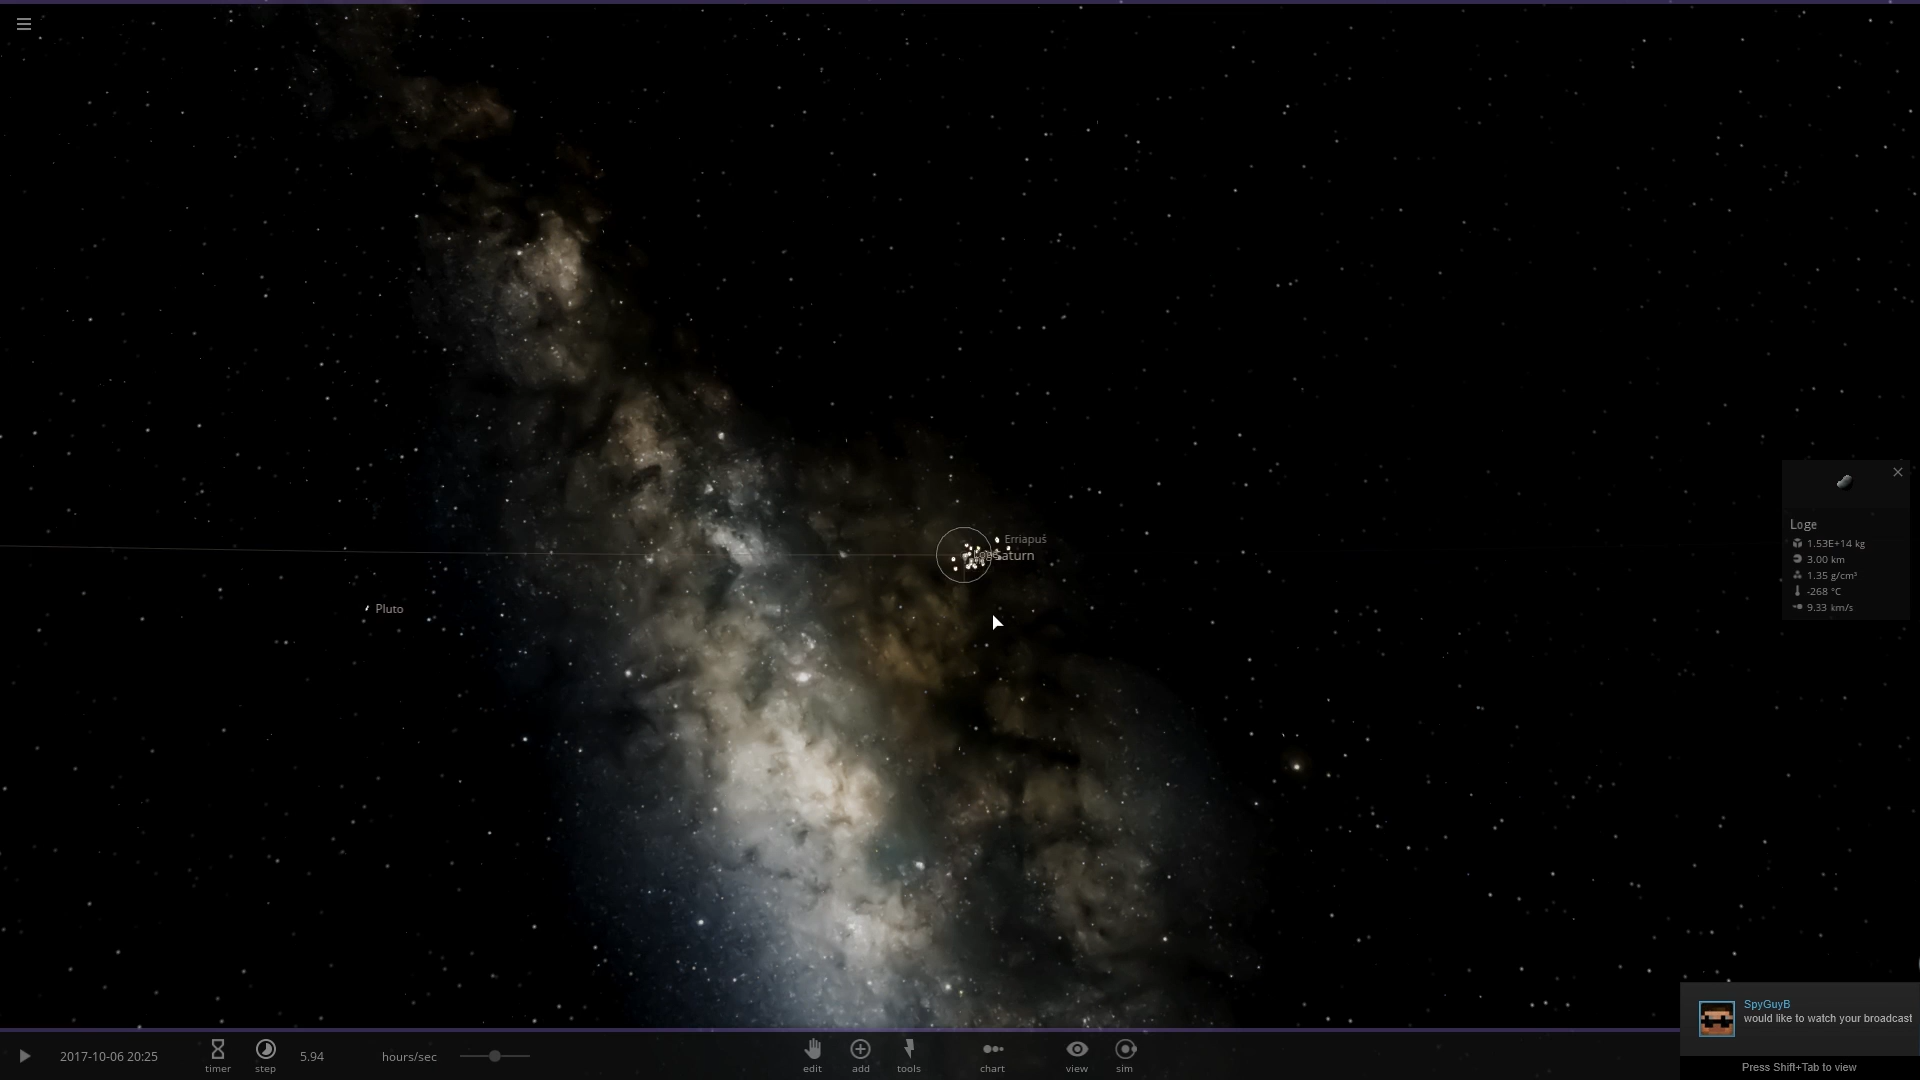 Erriapus
Loge
Saturn
Pluto
Loge
1.53E+14 kg
3.00 km
1.35 g/cm³
-268 °C
9.33 km/s
SpyGuyB
would like to watch your broadcast
Press Shift+Tab to view
2017-10-06 20:25
timer
step
5.94
hours/sec
edit
add
tools
chart
view
sim